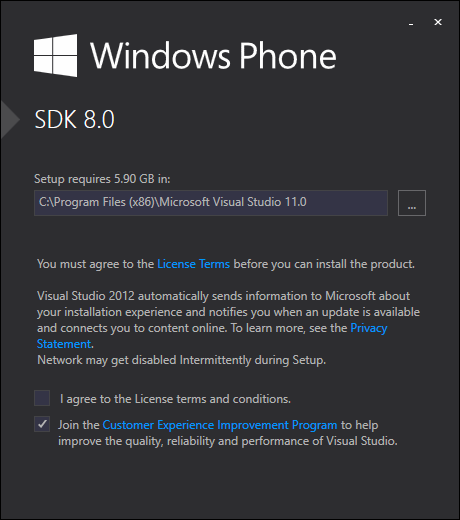 Windows Phone
SDK 8.0
Setup requires 5.90 GB in:
C:\Program Files (x86)\Microsoft Visual Studio 11.0
...
You must agree to the License Terms before you can install the product.
Visual Studio 2012 automatically sends information to Microsoft about
your installation experience and notifies you when an update is available
and connects you to content online. To learn more, see the Privacy
Statement.
Network may get disabled Intermittently during Setup.
I agree to the License terms and conditions.
Join the Customer Experience Improvement Program to help
improve the quality, reliability and performance of Visual Studio.